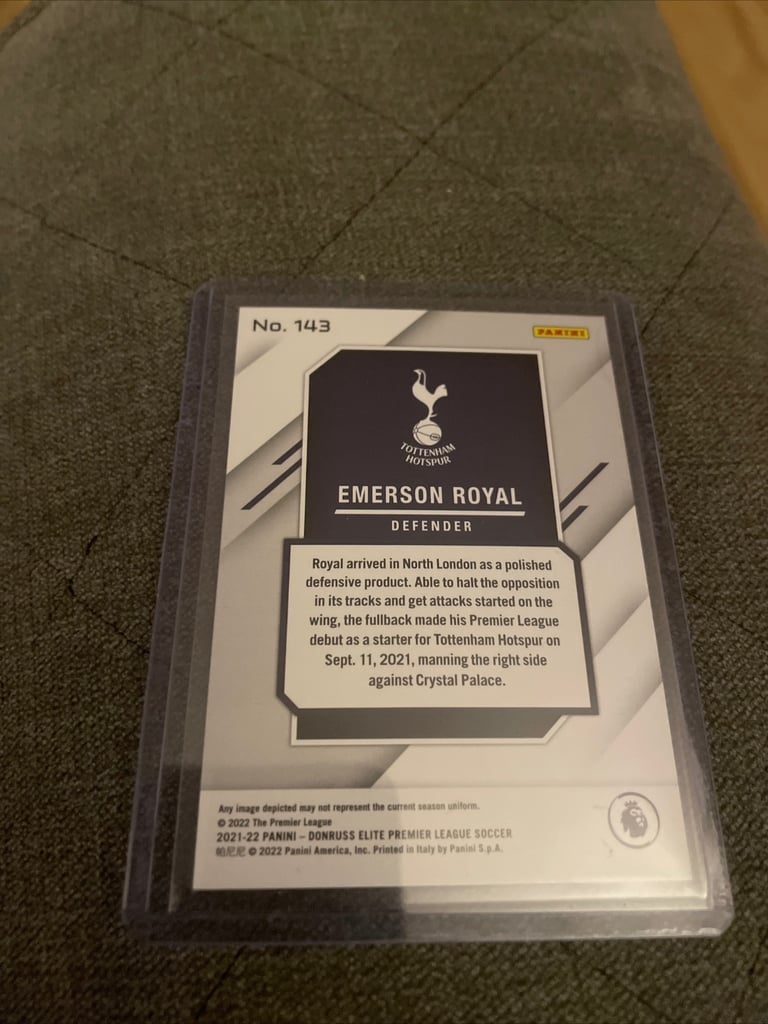 No. 143
PANINI
TOTTENHAM
HOTSPUR
EMERSON ROYAL
DEFENDER
Royal arrived in North London as a polished
defensive product. Able to halt the opposition
in its tracks and get attacks started on the
wing, the fullback made his Premier League
debut as a starter for Tottenham Hotspur on
Sept. 11, 2021, manning the right side
against Crystal Palace.
Any image depicted may not represent the current season uniform.
© 2022 The Premier League
2021-22 PANINI – DONRUSS ELITE PREMIER LEAGUE SOCCER
帕尼尼 © 2022 Panini America, Inc. Printed in Italy by Panini S.p.A.